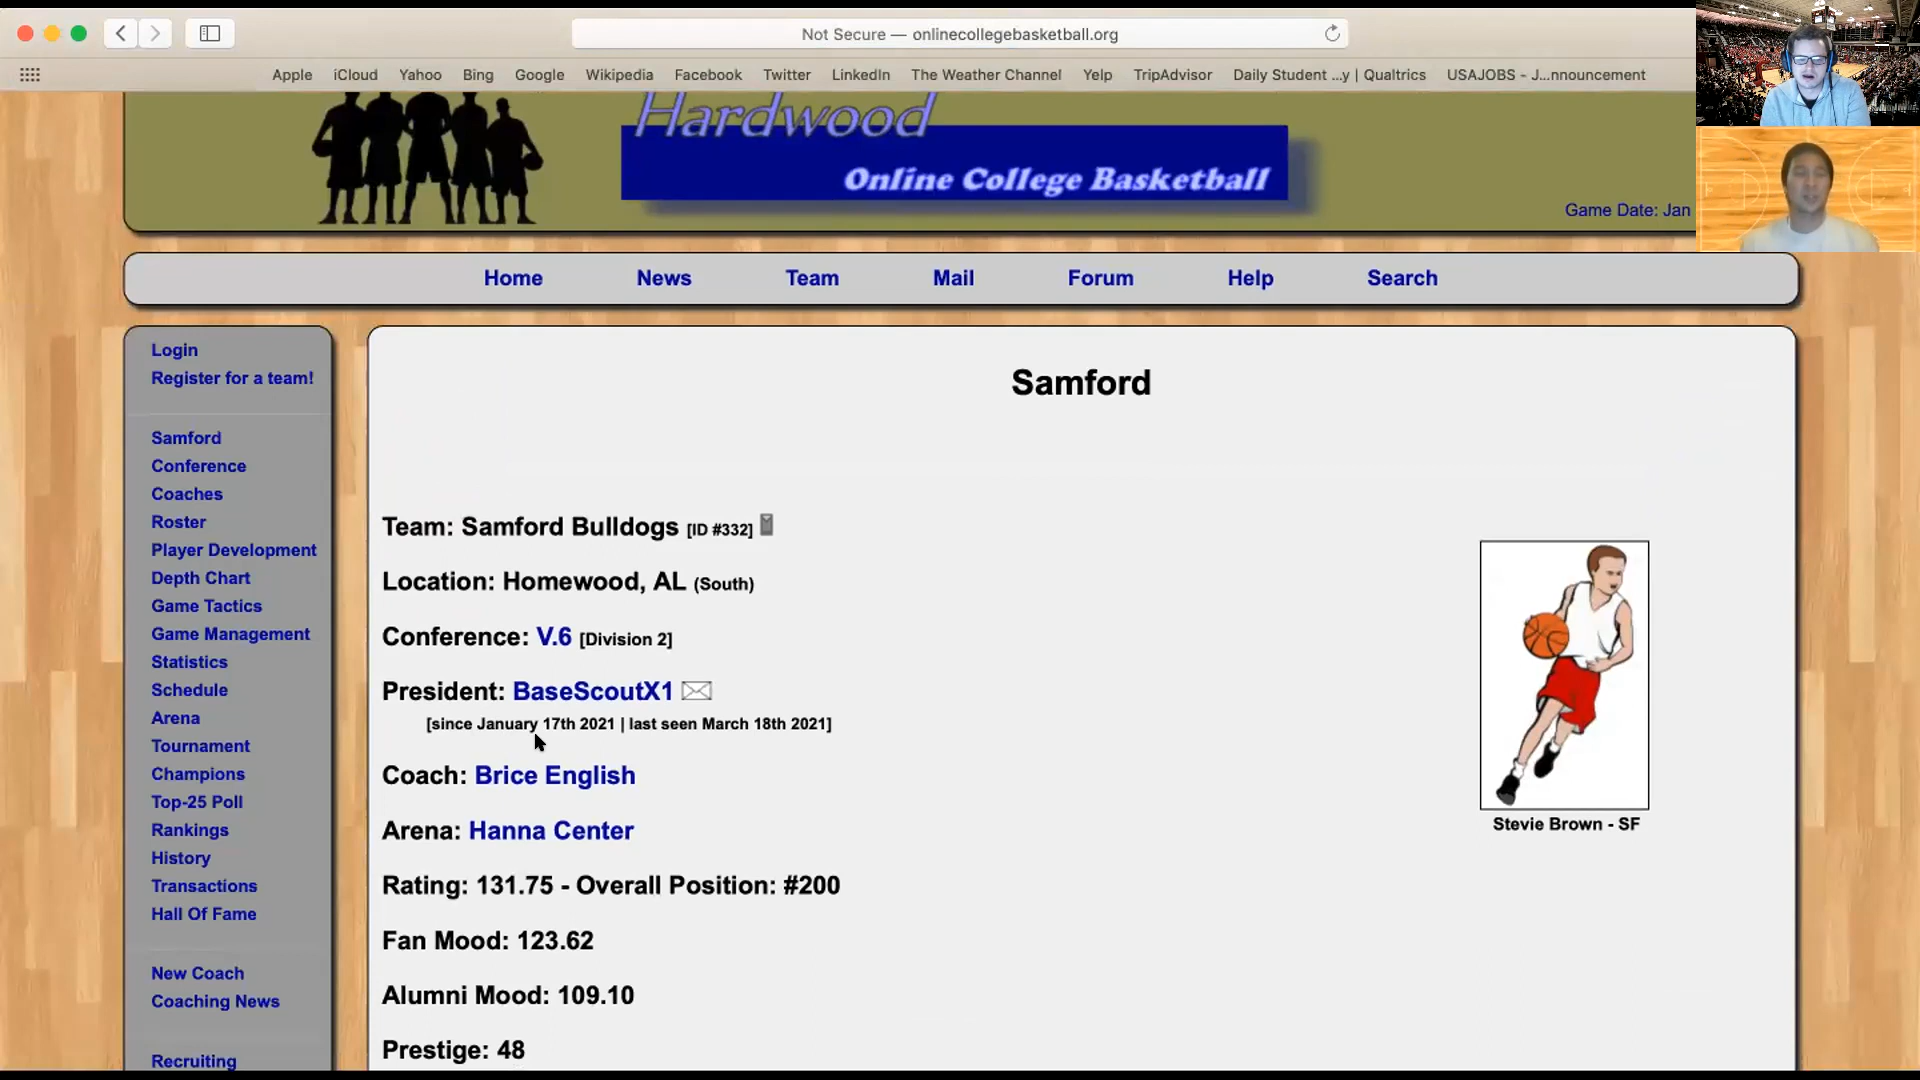 Not Secure — onlinecollegebasketball.org
Apple iCloud Yahoo Bing Google Wikipedia Facebook Twitter LinkedIn The Weather Channel Yelp TripAdvisor Daily Student ...y | Qualtrics USAJOBS - J...nnouncement
Hardwood
Online College Basketball
Game Date: Jan
Home News Team Mail Forum Help Search
Login
Register for a team!
Samford
Conference
Coaches
Roster
Player Development
Depth Chart
Game Tactics
Game Management
Statistics
Schedule
Arena
Tournament
Champions
Top-25 Poll
Rankings
History
Transactions
Hall Of Fame
New Coach
Coaching News
Recruiting
Samford
Team: Samford Bulldogs [ID #332]
Location: Homewood, AL (South)
Conference: V.6 [Division 2]
President: BaseScoutX1
[since January 17th 2021 | last seen March 18th 2021]
Coach: Brice English
Arena: Hanna Center
Rating: 131.75 - Overall Position: #200
Fan Mood: 123.62
Alumni Mood: 109.10
Prestige: 48
Stevie Brown - SF